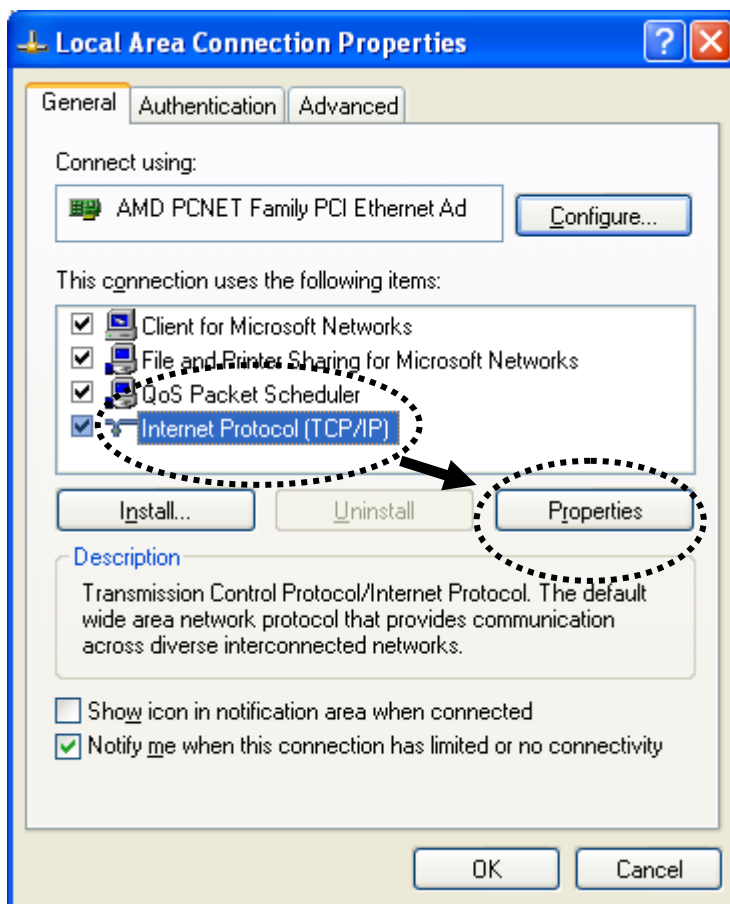 Local Area Connection Properties
General
Authentication
Advanced
Connect using:
AMD PCNET Family PCI Ethernet Ad
Configure...
This connection uses the following items:
Client for Microsoft Networks
File and Printer Sharing for Microsoft Networks
QoS Packet Scheduler
Internet Protocol (TCP/IP)
Install...
Uninstall
Properties
Description
Transmission Control Protocol/Internet Protocol. The default
wide area network protocol that provides communication
across diverse interconnected networks.
Show icon in notification area when connected
Notify me when this connection has limited or no connectivity
OK
Cancel